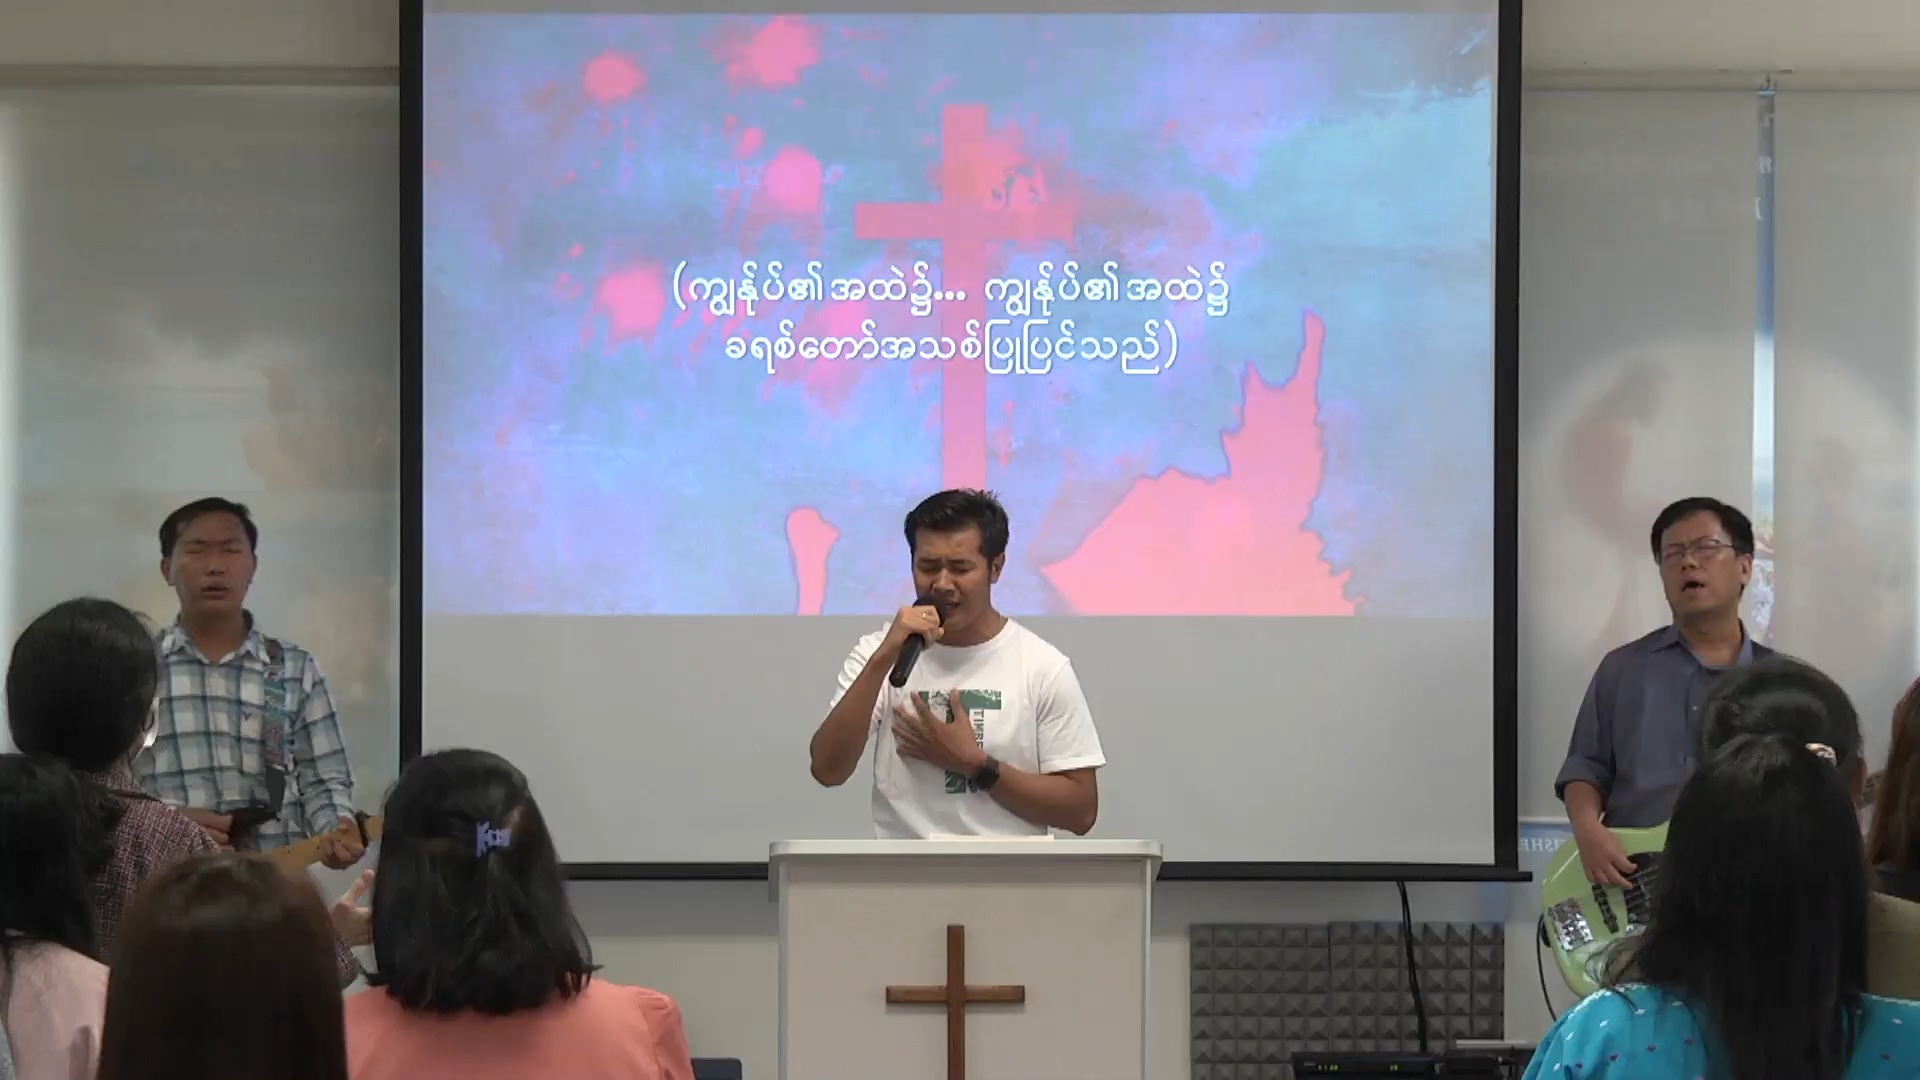 (ကျွန်ုပ်၏အထဲ၌... ကျွန်ုပ်၏အထဲ၌
ခရစ်တော်အသစ်ပြုပြင်သည်)